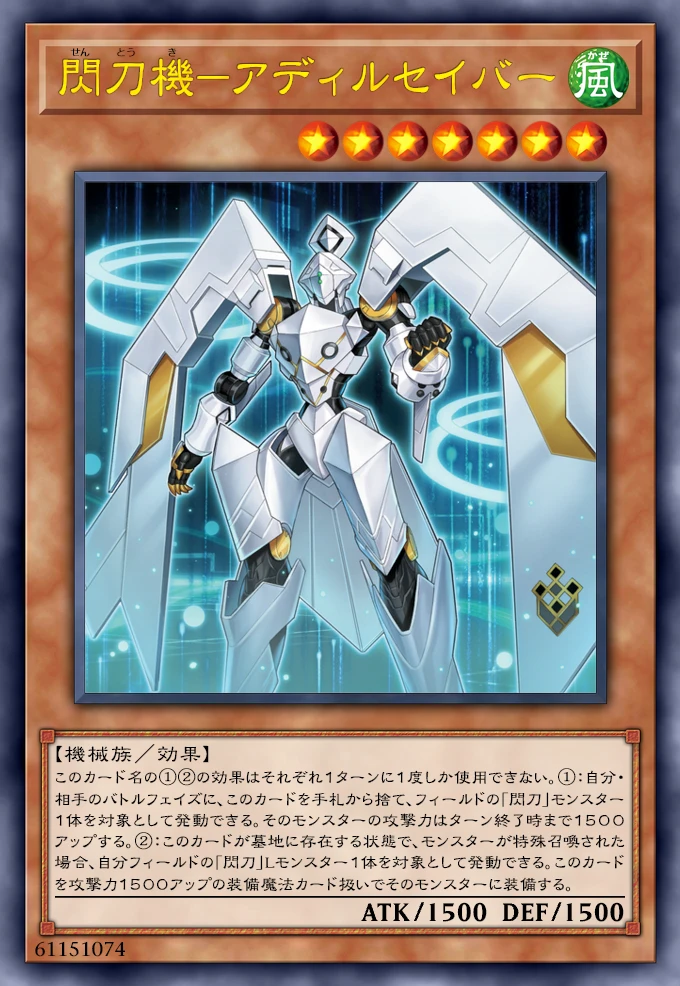 せん とう き
閃刀機−アディルセイバー
かぜ
風
【機械族／効果】
このカード名の①②の効果はそれぞれ1ターンに1度しか使用できない。①：自分・
相手のバトルフェイズに、このカードを手札から捨て、フィールドの「閃刀」モンスター
1体を対象として発動できる。そのモンスターの攻撃力はターン終了時まで1500
アップする。②：このカードが墓地に存在する状態で、モンスターが特殊召喚された
場合、自分フィールドの「閃刀」Lモンスター1体を対象として発動できる。このカード
を攻撃力1500アップの装備魔法カード扱いでそのモンスターに装備する。
ATK/1500 DEF/1500
61151074